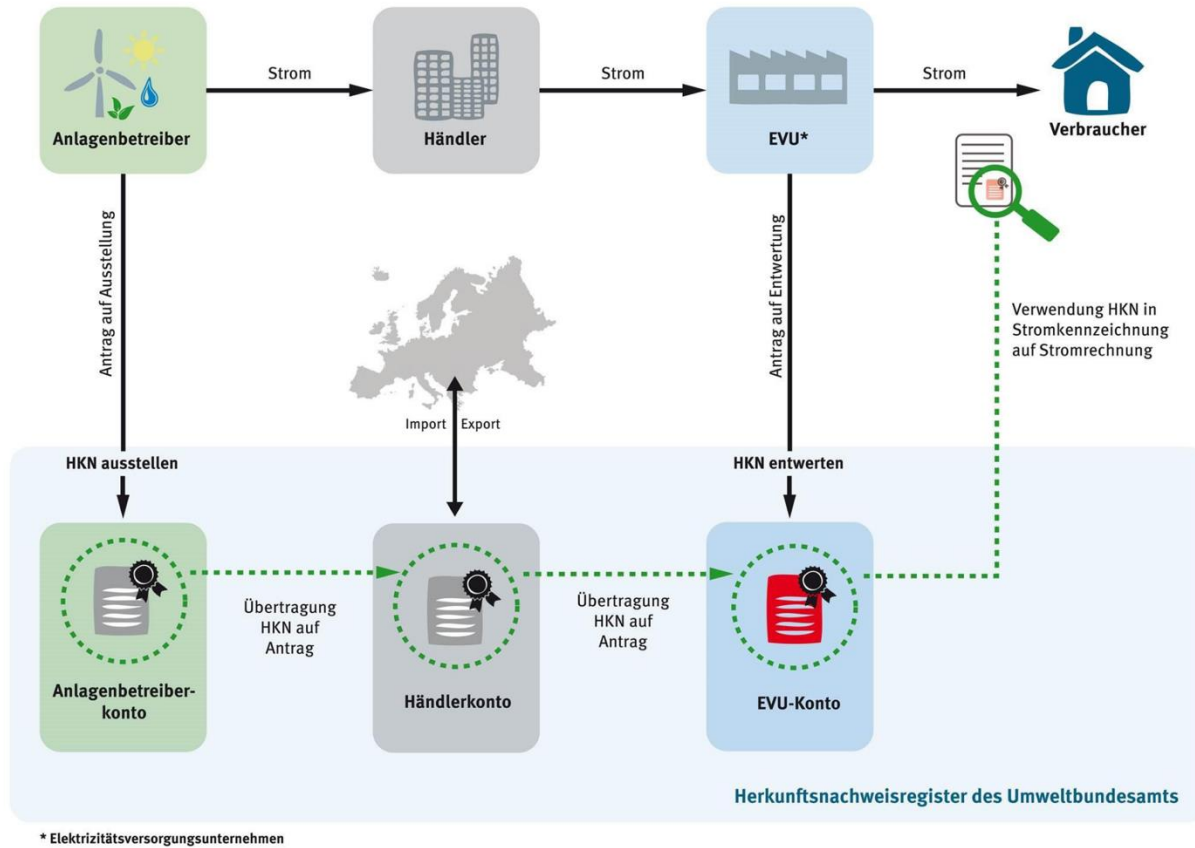 Strom
Strom
Strom
Anlagenbetreiber
Händler
EVU*
Verbraucher
Antrag auf Ausstellung
Antrag auf Entwertung
Verwendung HKN in
Stromkennzeichnung
auf Stromrechnung
Import
Export
HKN ausstellen
HKN entwerten
Übertragung
HKN auf
Antrag
Übertragung
HKN auf
Antrag
Anlagenbetreiber-
konto
Händlerkonto
EVU-Konto
Herkunftsnachweisregister des Umweltbundesamts
* Elektrizitätsversorgungsunternehmen